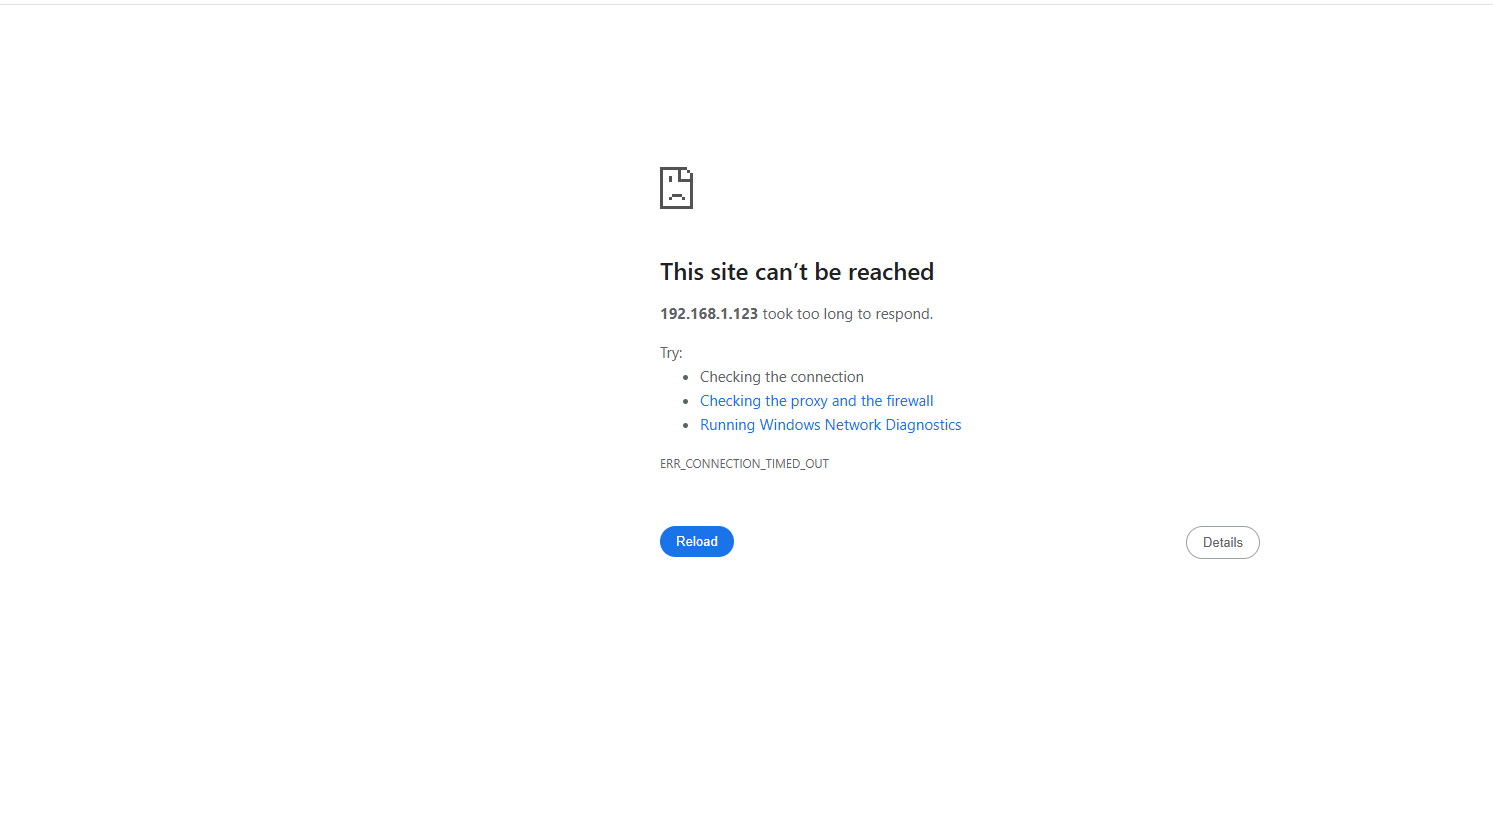 This site can’t be reached
192.168.1.123 took too long to respond.
Try:
• Checking the connection
• Checking the proxy and the firewall
• Running Windows Network Diagnostics
ERR_CONNECTION_TIMED_OUT
Reload
Details